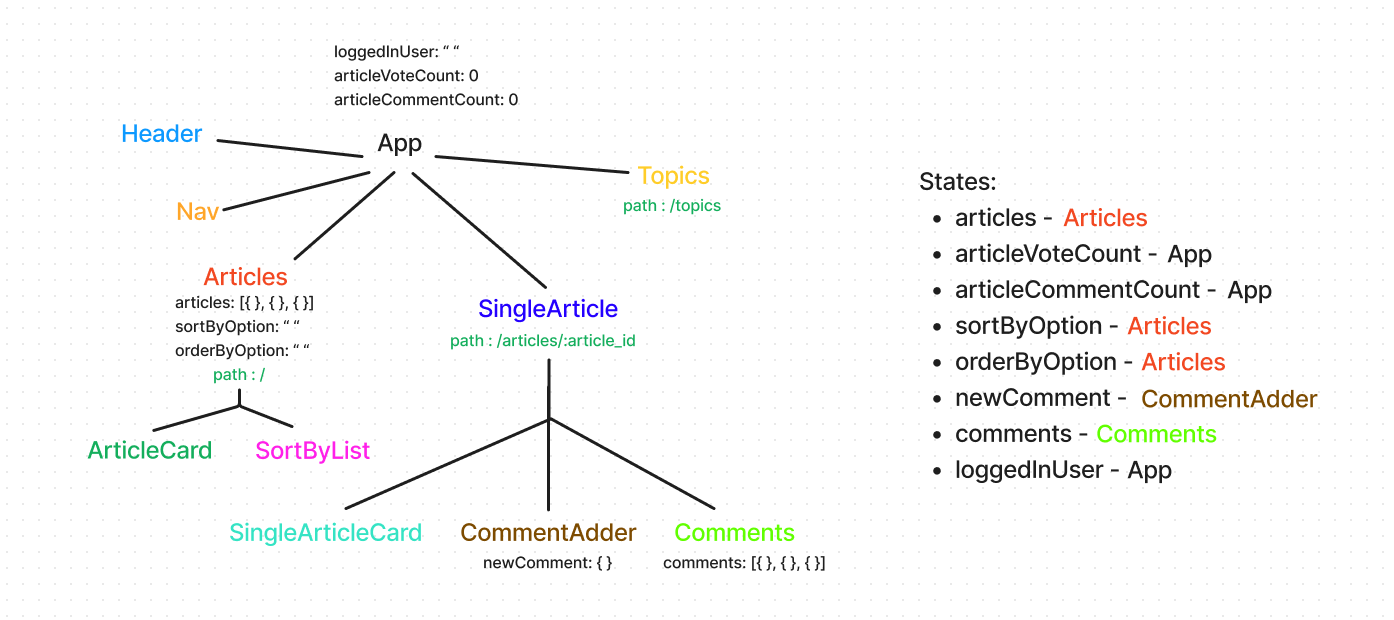 loggedInUser: “ “
articleVoteCount: 0
articleCommentCount: 0
Header
App
Topics
path : /topics
Nav
Articles
articles: [{ }, { }, { }]
sortByOption: “ “
orderByOption: “ “
path : /
SingleArticle
path : /articles/:article_id
ArticleCard
SortByList
SingleArticleCard
CommentAdder
newComment: { }
Comments
comments: [{ }, { }, { }]
States:
• articles - Articles
• articleVoteCount - App
• articleCommentCount - App
• sortByOption - Articles
• orderByOption - Articles
• newComment - CommentAdder
• comments - Comments
• loggedInUser - App